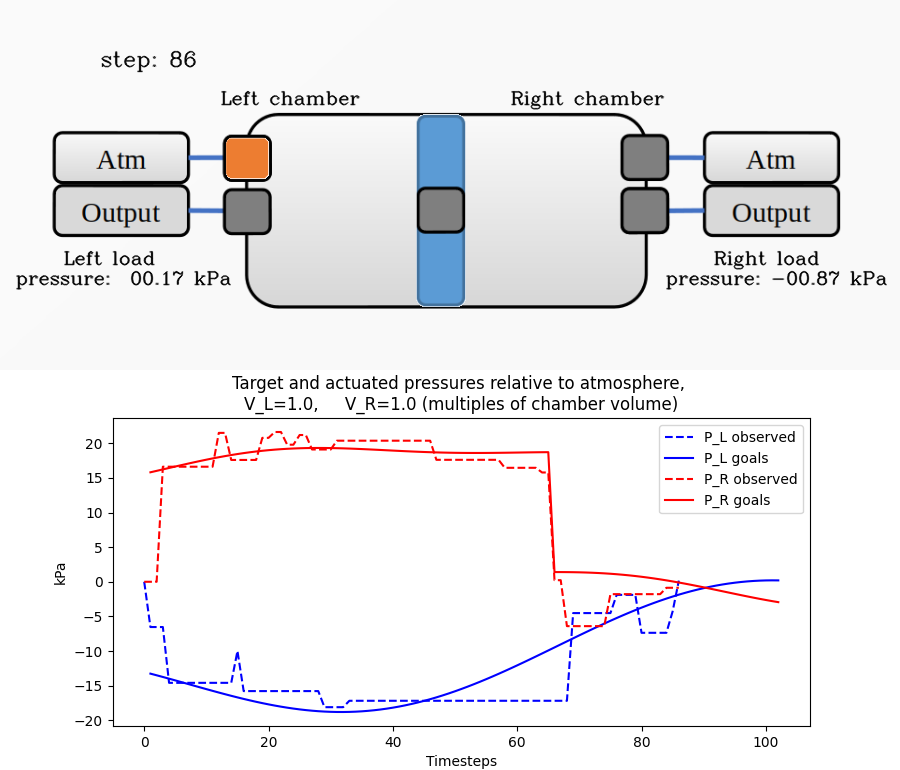 step: 86
Left chamber
Right chamber
Atm
Atm
Output
Output
Left load
pressure: 00.17 kPa
Right load
pressure: −00.87 kPa
Target and actuated pressures relative to atmosphere,
V_L=1.0, V_R=1.0 (multiples of chamber volume)
P_L observed
P_L goals
P_R observed
P_R goals
20
15
10
5
0
−5
−10
−15
−20
kPa
0 20 40 60 80 100
Timesteps